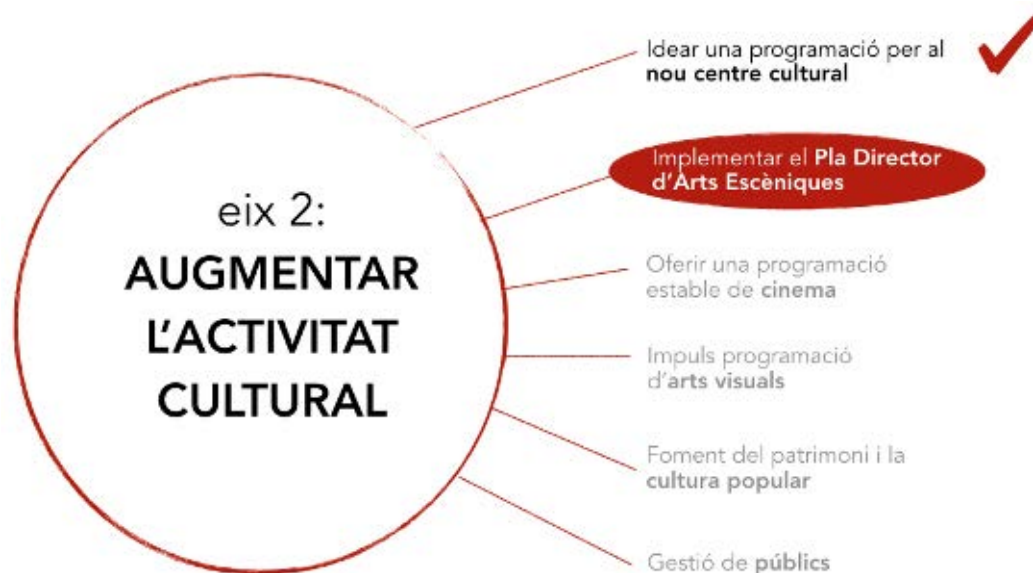 eix 2:
AUGMENTAR
L'ACTIVITAT
CULTURAL
Idear una programació per al
nou centre cultural
Implementar el Pla Director
d'Arts Escèniques
Oferir una programació
estable de cinema
Impuls programació
d'arts visuals
Foment del patrimoni i la
cultura popular
Gestió de públics